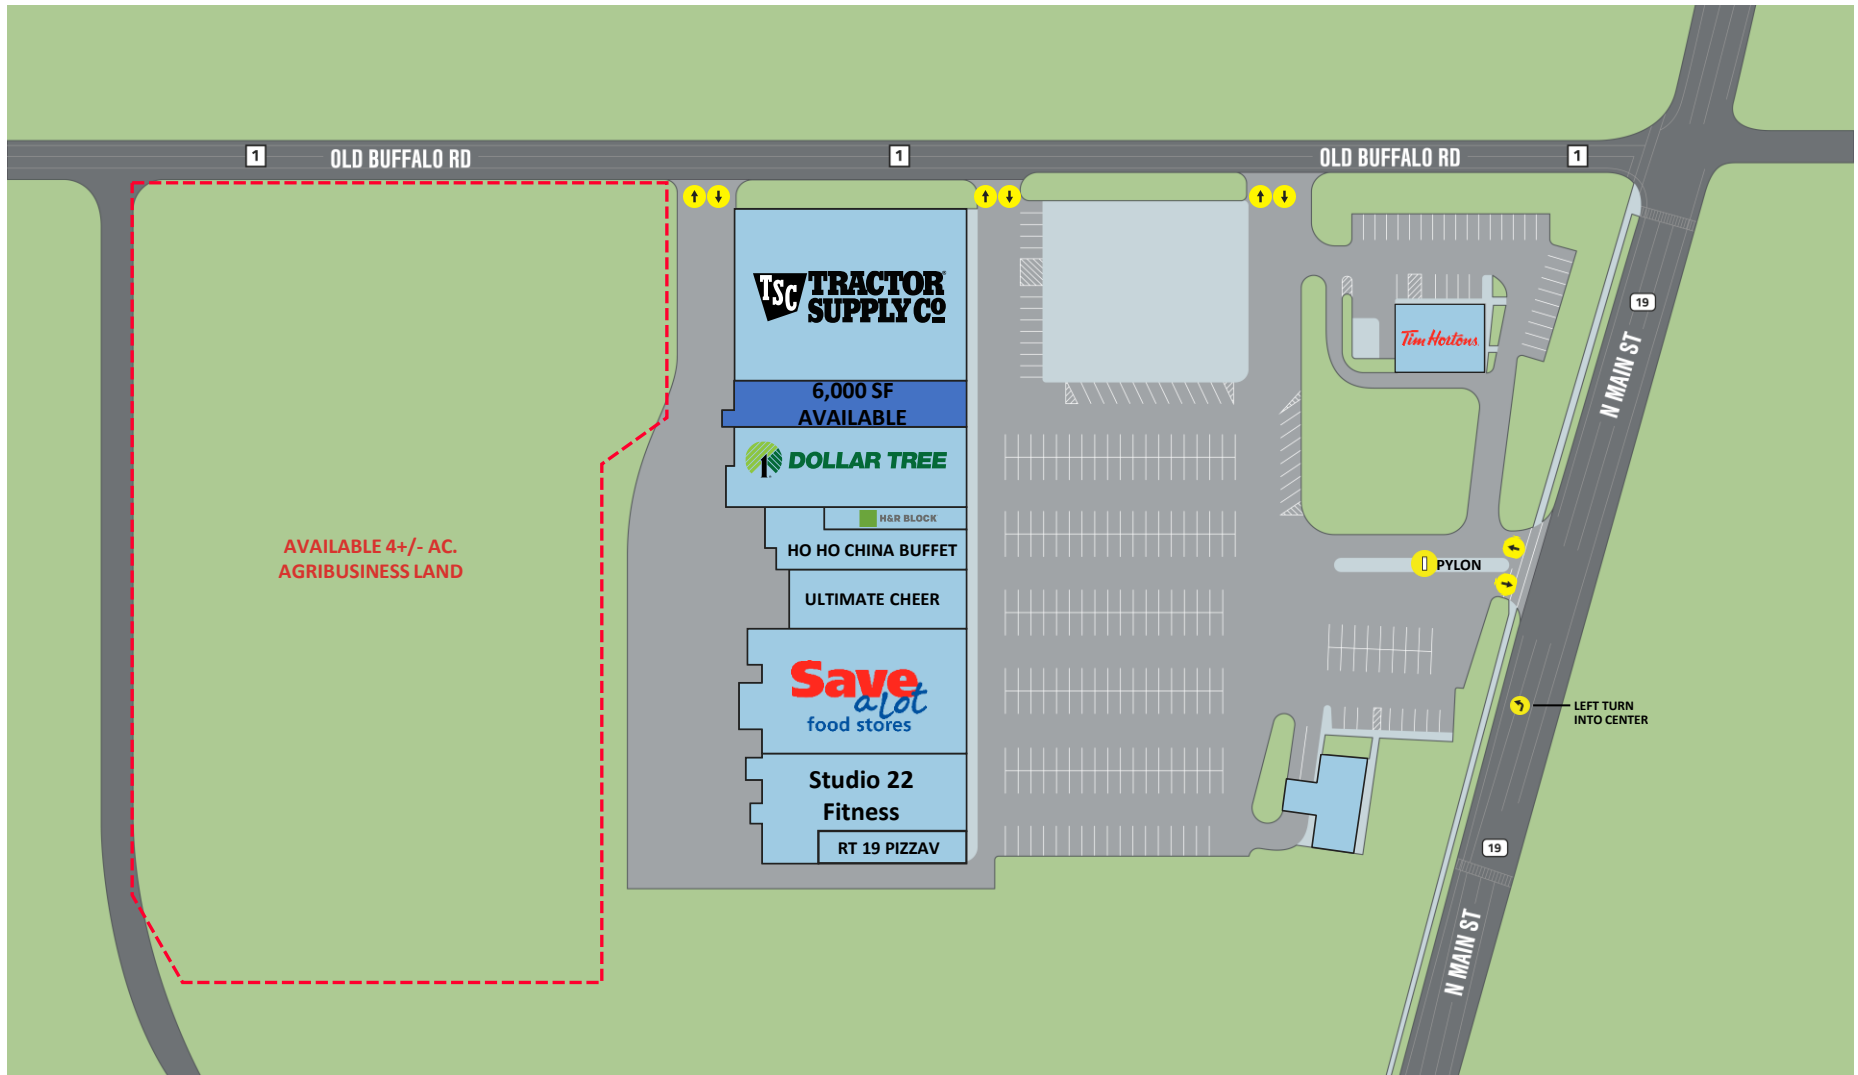 1
OLD BUFFALO RD
1
OLD BUFFALO RD
1
TSC TRACTOR
SUPPLY CO
19
Tim Hortons
N MAIN ST
6,000 SF
AVAILABLE
1 DOLLAR TREE
H&R BLOCK
HO HO CHINA BUFFET
AVAILABLE 4+/- AC.
AGRIBUSINESS LAND
PYLON
ULTIMATE CHEER
Save
a lot
food stores
LEFT TURN
INTO CENTER
Studio 22
Fitness
RT 19 PIZZAV
19
N MAIN ST